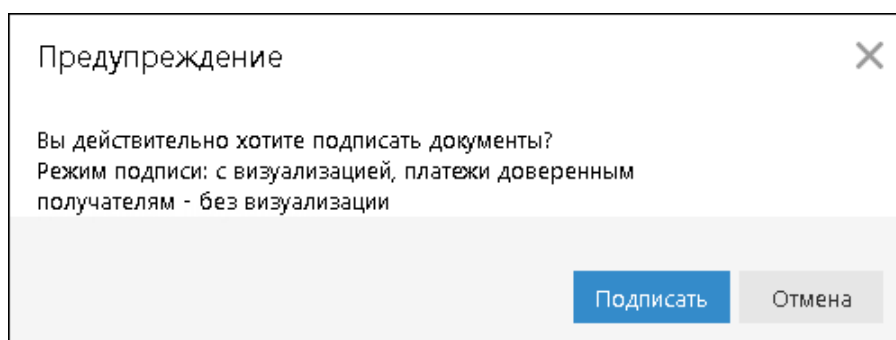 Предупреждение
Вы действительно хотите подписать документы?
Режим подписи: с визуализацией, платежи доверенным
получателям - без визуализации
Подписать
Отмена